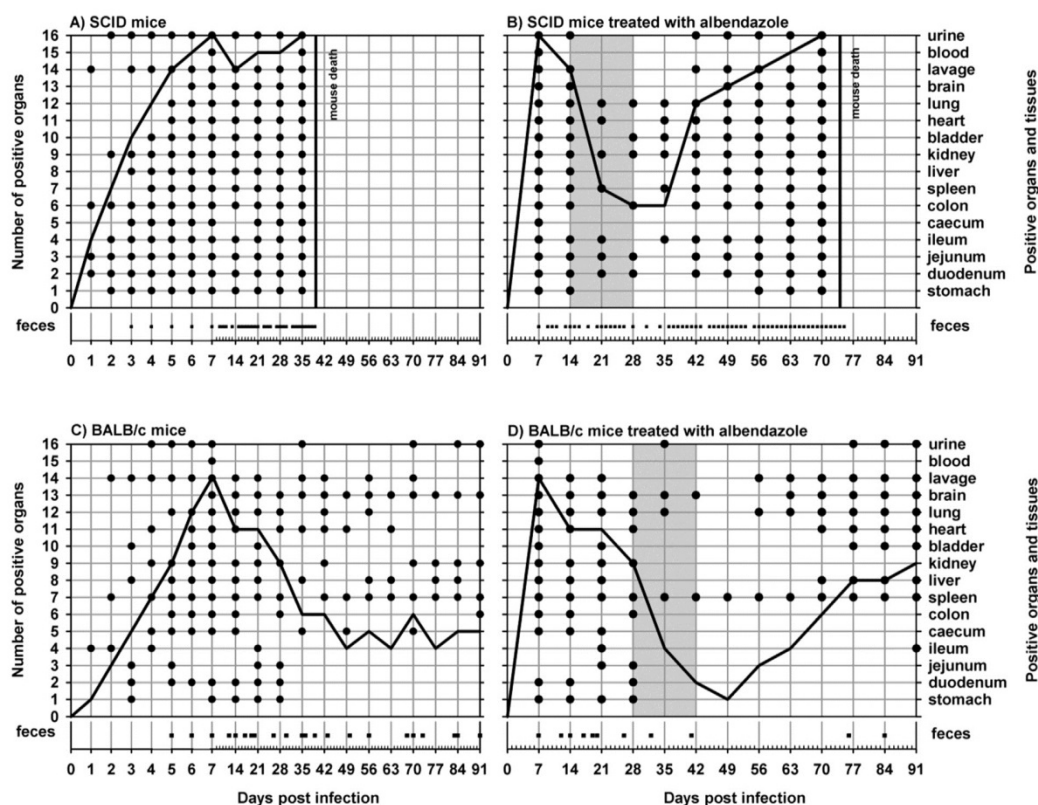 A) SCID mice
B) SCID mice treated with albendazole
Number of positive organs
16
15
14
13
12
11
10
9
8
7
6
5
4
3
2
1
0
mouse death
mouse death
urine
blood
lavage
brain
lung
heart
bladder
kidney
liver
spleen
colon
caecum
ileum
jejunum
duodenum
stomach
Positive organs and tissues
feces
feces
0 1 2 3 4 5 6 7 14 21 28 35 42 49 56 63 70 77 84 91
0 7 14 21 28 35 42 49 56 63 70 77 84 91
C) BALB/c mice
D) BALB/c mice treated with albendazole
Number of positive organs
16
15
14
13
12
11
10
9
8
7
6
5
4
3
2
1
0
urine
blood
lavage
brain
lung
heart
bladder
kidney
liver
spleen
colon
caecum
ileum
jejunum
duodenum
stomach
Positive organs and tissues
feces
feces
0 1 2 3 4 5 6 7 14 21 28 35 42 49 56 63 70 77 84 91
0 7 14 21 28 35 42 49 56 63 70 77 84 91
Days post infection
Days post infection